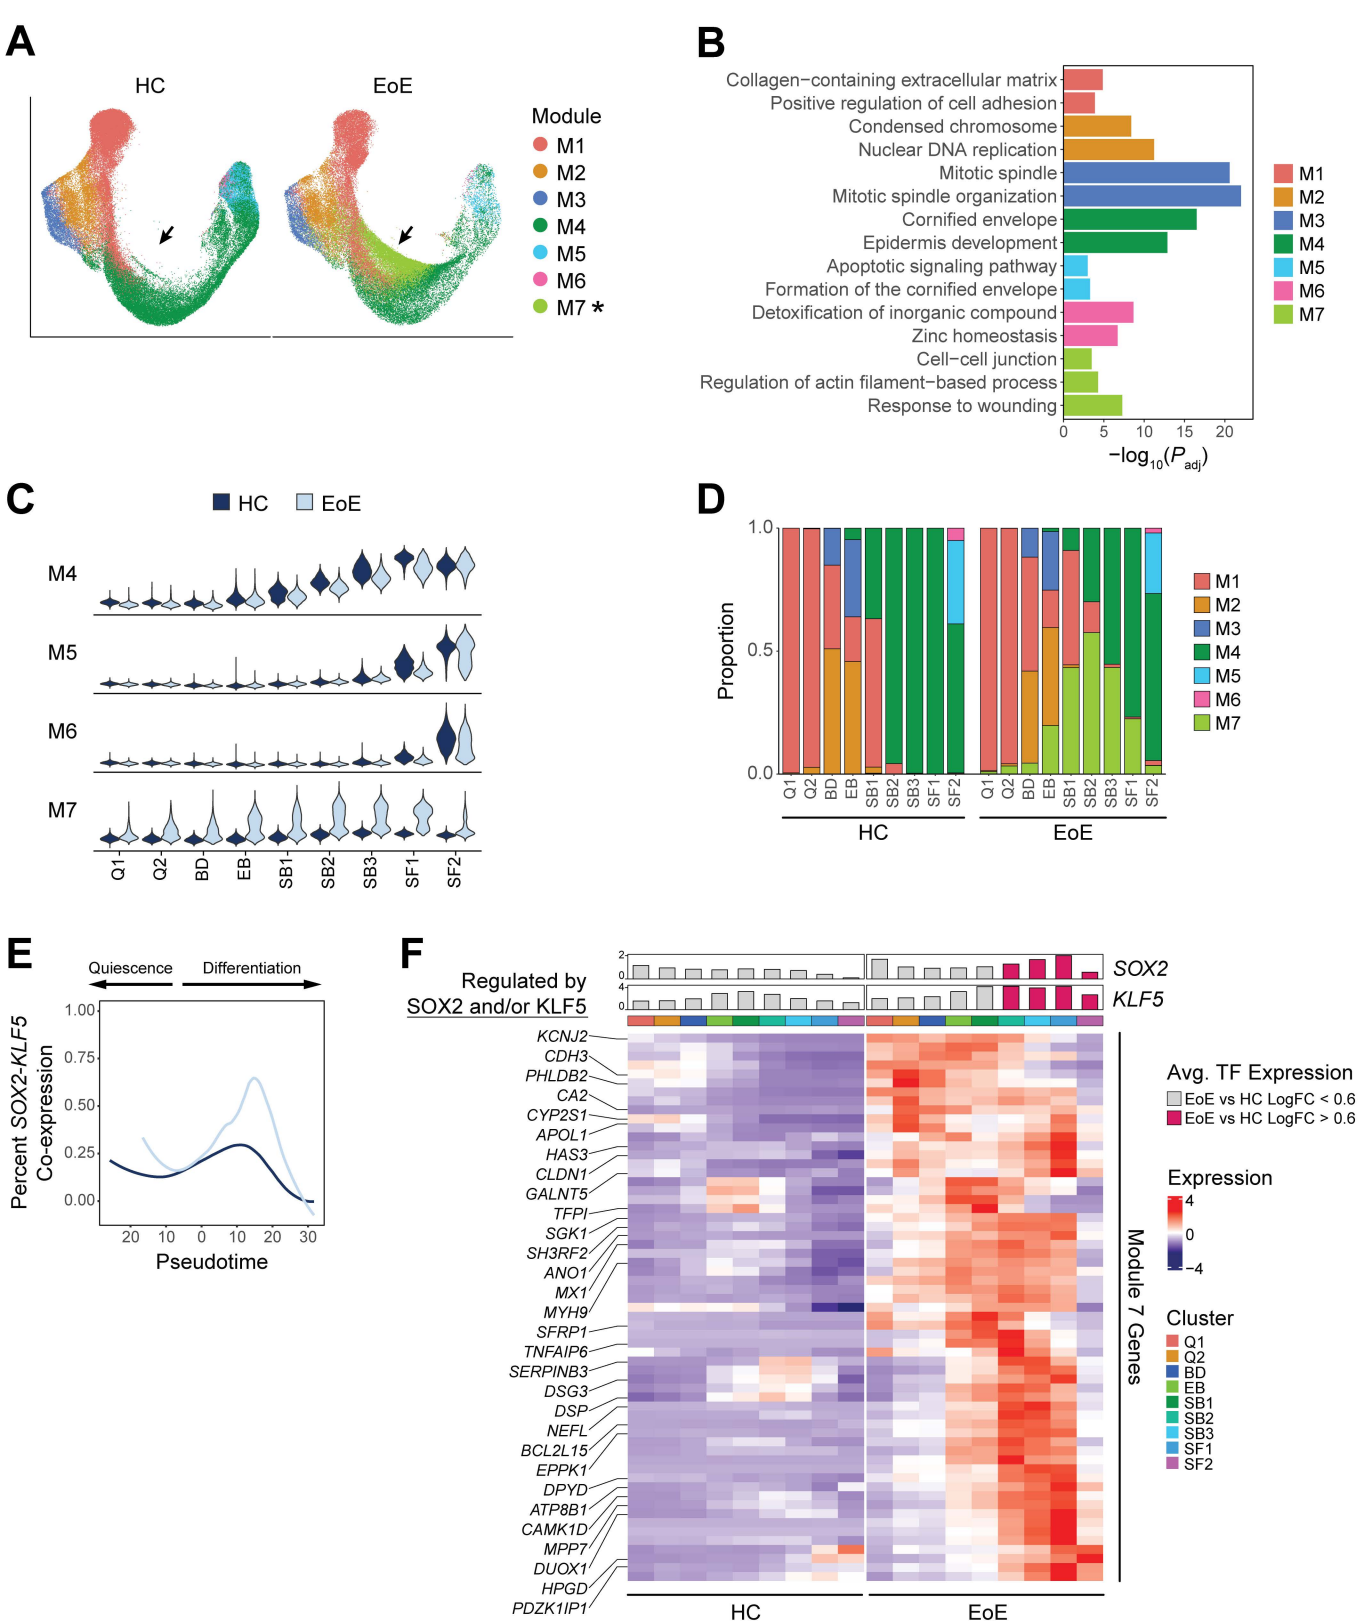 A
HC
EoE
Module
M1
M2
M3
M4
M5
M6
M7 *
B
Collagen−containing extracellular matrix
Positive regulation of cell adhesion
Condensed chromosome
Nuclear DNA replication
Mitotic spindle
Mitotic spindle organization
Cornified envelope
Epidermis development
Apoptotic signaling pathway
Formation of the cornified envelope
Detoxification of inorganic compound
Zinc homeostasis
Cell−cell junction
Regulation of actin filament−based process
Response to wounding
0 5 10 15 20
−log10(Padj)
M1
M2
M3
M4
M5
M6
M7
C
HC EoE
M4
M5
M6
M7
Q1 Q2 BD EB SB1 SB2 SB3 SF1 SF2
D
Proportion
1.0
0.5
0.0
Q1 Q2 BD EB SB1 SB2 SB3 SF1 SF2
Q1 Q2 BD EB SB1 SB2 SB3 SF1 SF2
HC EoE
M1
M2
M3
M4
M5
M6
M7
E
Quiescence Differentiation
Percent SOX2-KLF5
Co-expression
1.00
0.75
0.50
0.25
0.00
20 10 0 10 20 30
Pseudotime
F
Regulated by
SOX2 and/or KLF5
2
0
SOX2
4
0
KLF5
KCNJ2
CDH3
PHLDB2
CA2
CYP2S1
APOL1
HAS3
CLDN1
GALNT5
TFPI
SGK1
SH3RF2
ANO1
MX1
MYH9
SFRP1
TNFAIP6
SERPINB3
DSG3
DSP
NEFL
BCL2L15
EPPK1
DPYD
ATP8B1
CAMK1D
MPP7
DUOX1
HPGD
PDZK1IP1
HC EoE
Module 7 Genes
Avg. TF Expression
EoE vs HC LogFC < 0.6
EoE vs HC LogFC > 0.6
Expression
4
0
−4
Cluster
Q1
Q2
BD
EB
SB1
SB2
SB3
SF1
SF2